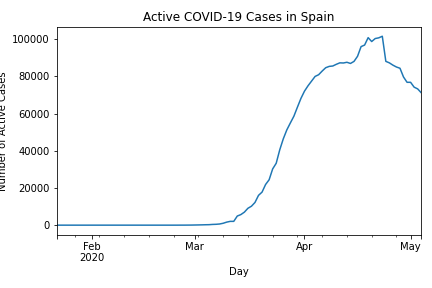 Active COVID-19 Cases in Spain
Number of Active Cases
100000
80000
60000
40000
20000
0
Feb
2020
Mar
Apr
May
Day